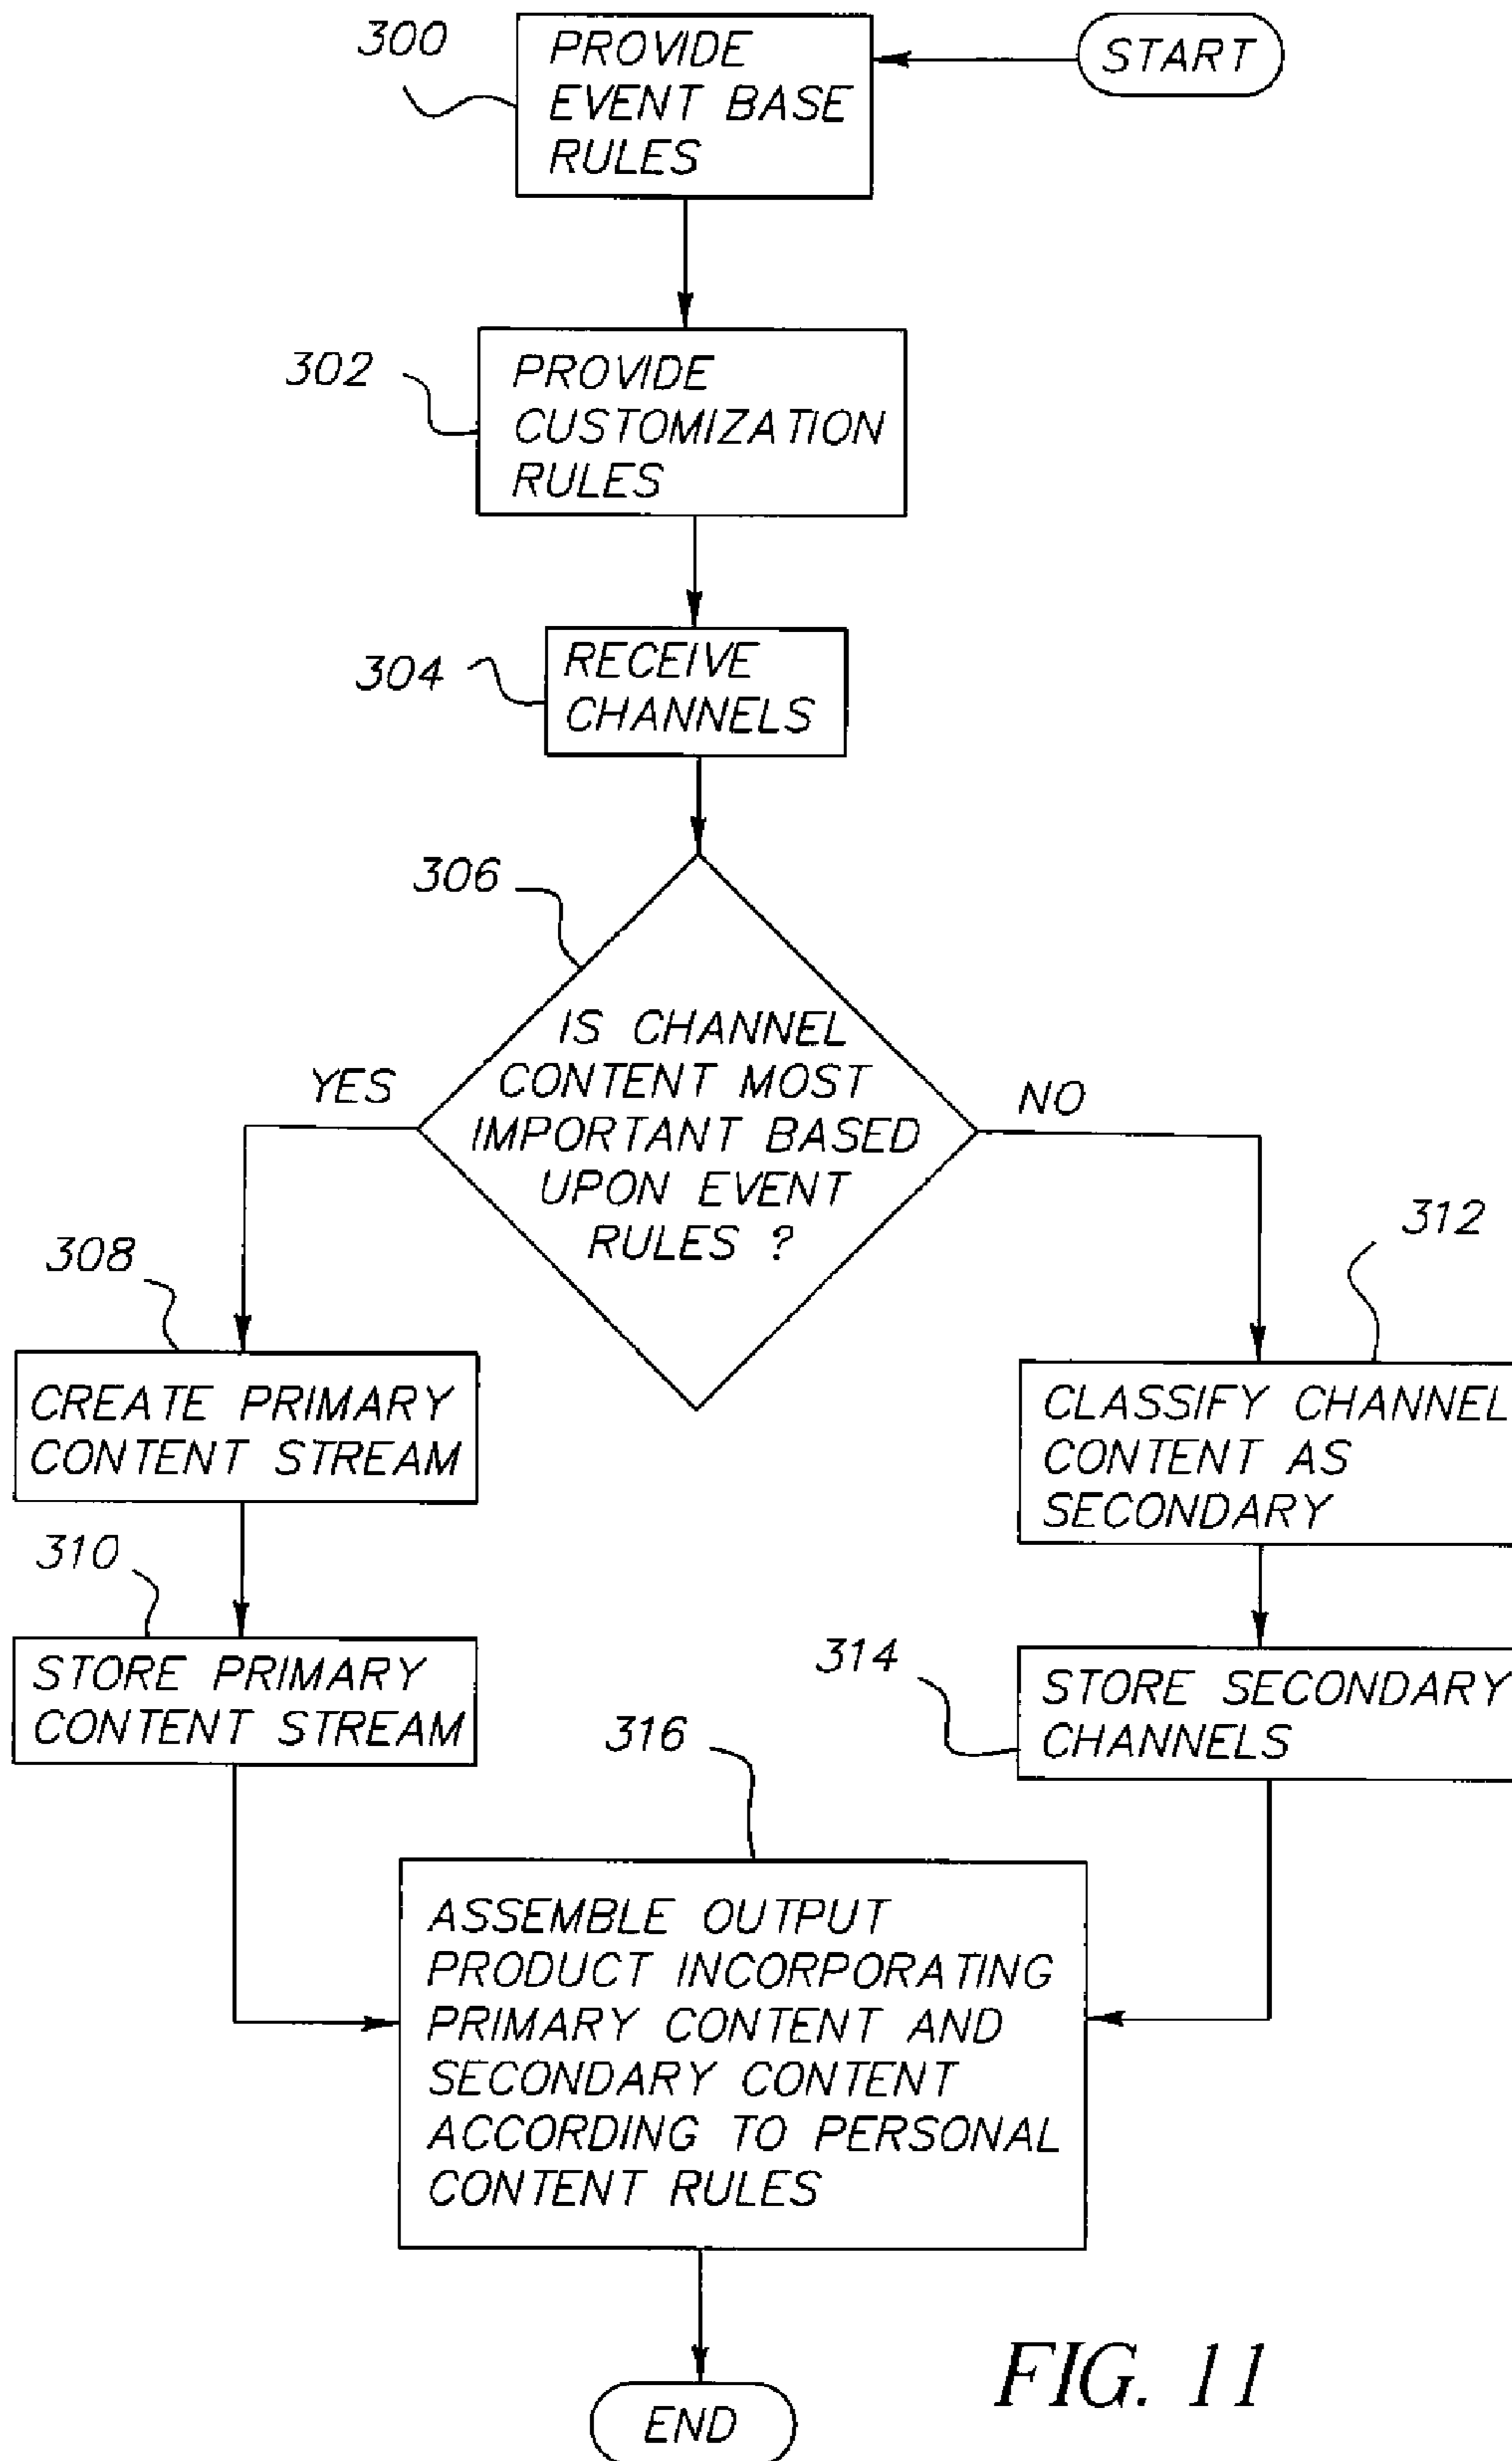 300
PROVIDE
EVENT BASE
RULES
START
302
PROVIDE
CUSTOMIZATION
RULES
304
RECEIVE
CHANNELS
306
IS CHANNEL
CONTENT MOST
IMPORTANT BASED
UPON EVENT
RULES ?
YES
NO
308
CREATE PRIMARY
CONTENT STREAM
312
CLASSIFY CHANNEL
CONTENT AS
SECONDARY
310
STORE PRIMARY
CONTENT STREAM
314
STORE SECONDARY
CHANNELS
316
ASSEMBLE OUTPUT
PRODUCT INCORPORATING
PRIMARY CONTENT AND
SECONDARY CONTENT
ACCORDING TO PERSONAL
CONTENT RULES
END
FIG. 11